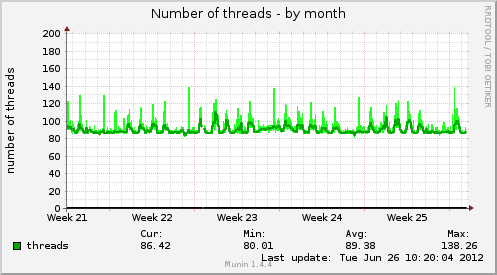 Number of threads - by month
RRDTOOL / TOBI OETIKER
number of threads
200
180
160
140
120
100
80
60
40
20
0
Week 21 Week 22 Week 23 Week 24 Week 25
Cur: Min: Avg: Max:
threads 86.42 80.01 89.38 138.26
Last update: Tue Jun 26 10:20:04 2012
Munin 1.4.4